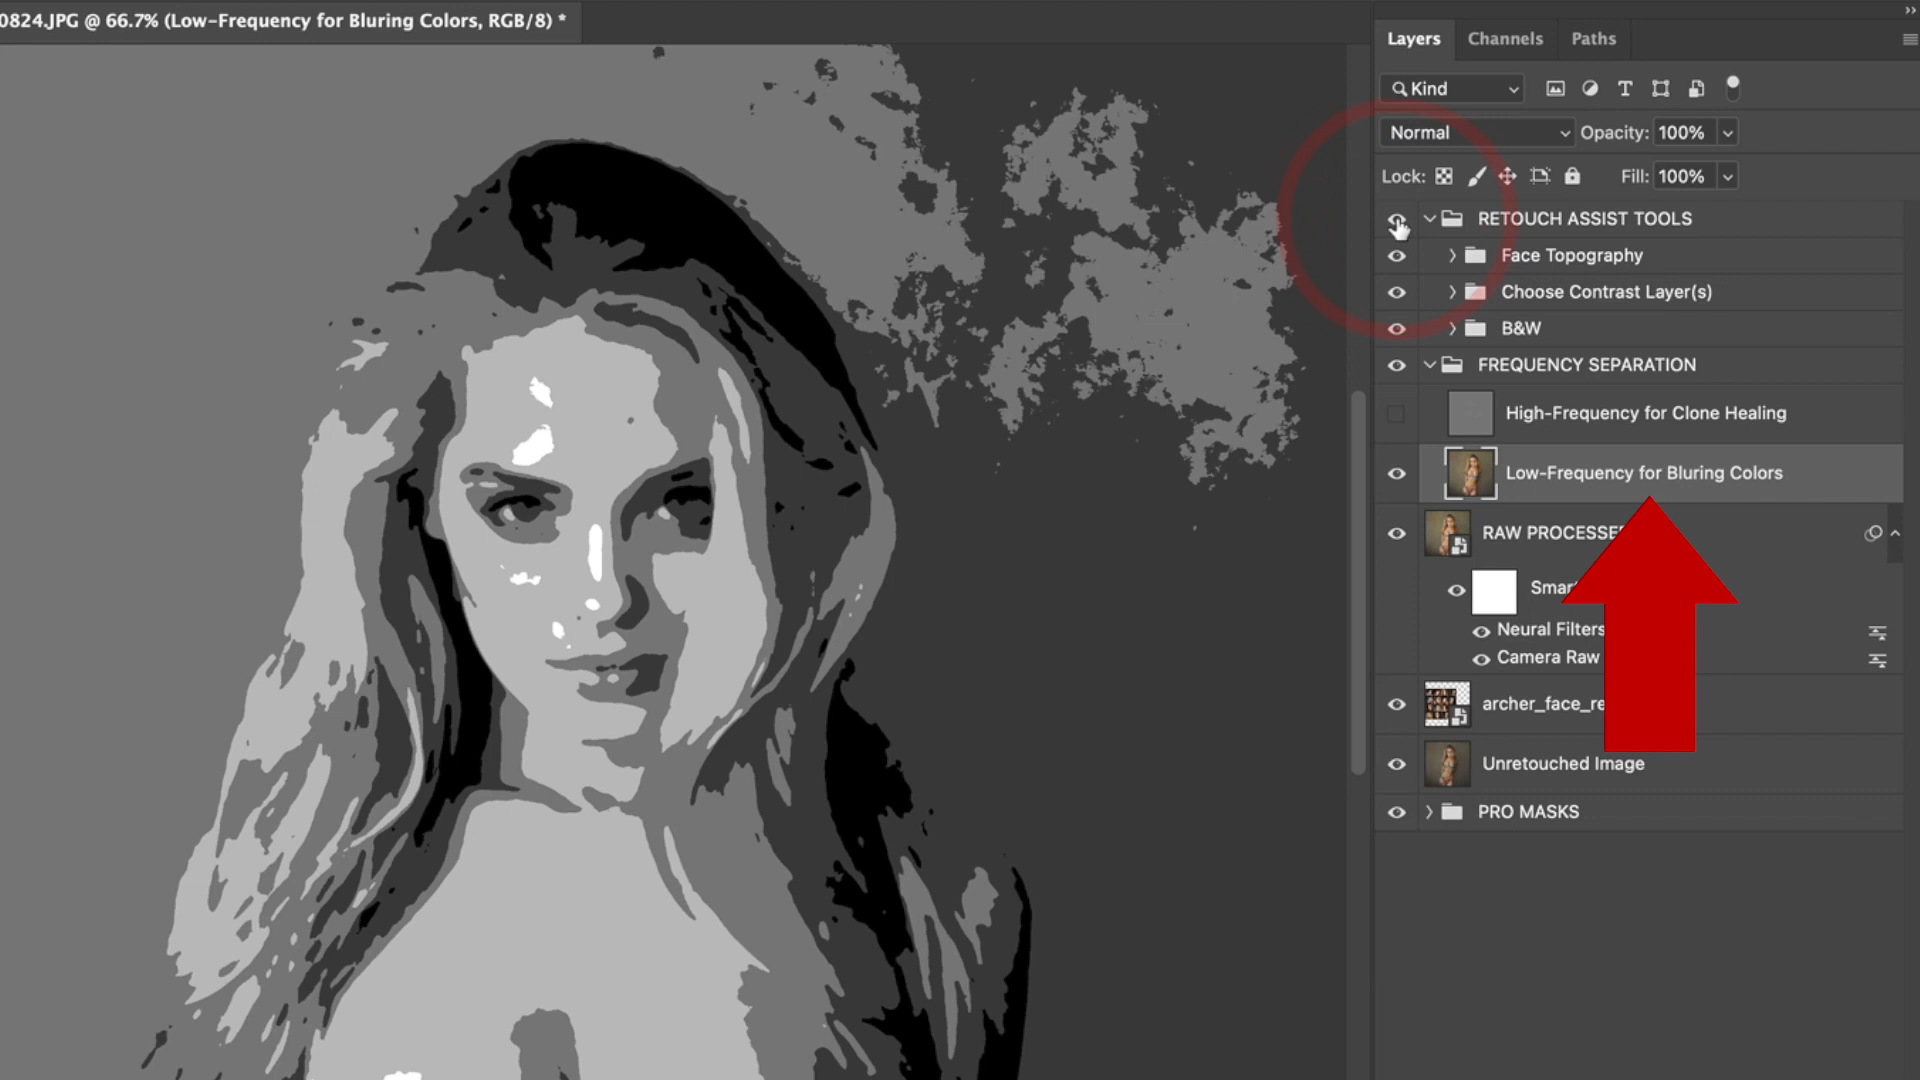 0824.JPG @ 66.7% (Low-Frequency for Bluring Colors, RGB/8) *
Layers Channels Paths
Kind
Normal Opacity: 100%
Lock: Fill: 100%
RETOUCH ASSIST TOOLS
Face Topography
Choose Contrast Layer(s)
B&W
FREQUENCY SEPARATION
High-Frequency for Clone Healing
Low-Frequency for Bluring Colors
RAW PROCESSE
Smar
Neural Filters
Camera Raw
archer_face_re
Unretouched Image
PRO MASKS